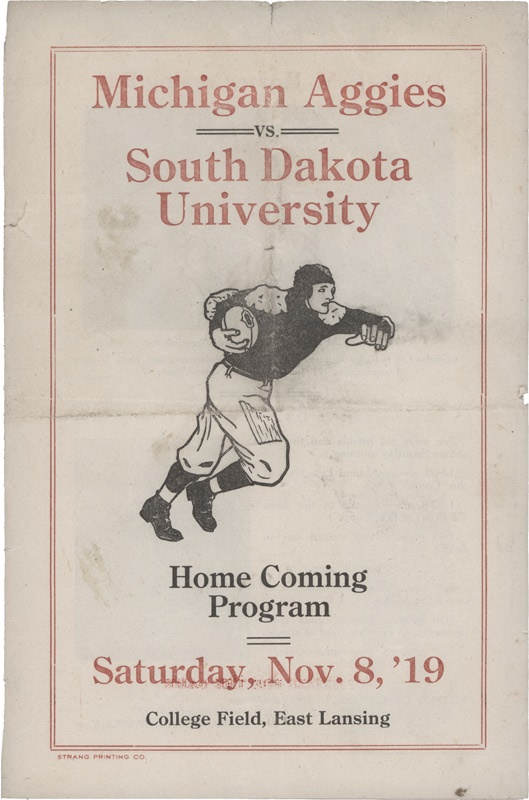 Michigan Aggies
VS.
South Dakota
University
Home Coming
Program
Saturday, Nov. 8, '19
College Field, East Lansing
STRANG PRINTING CO.